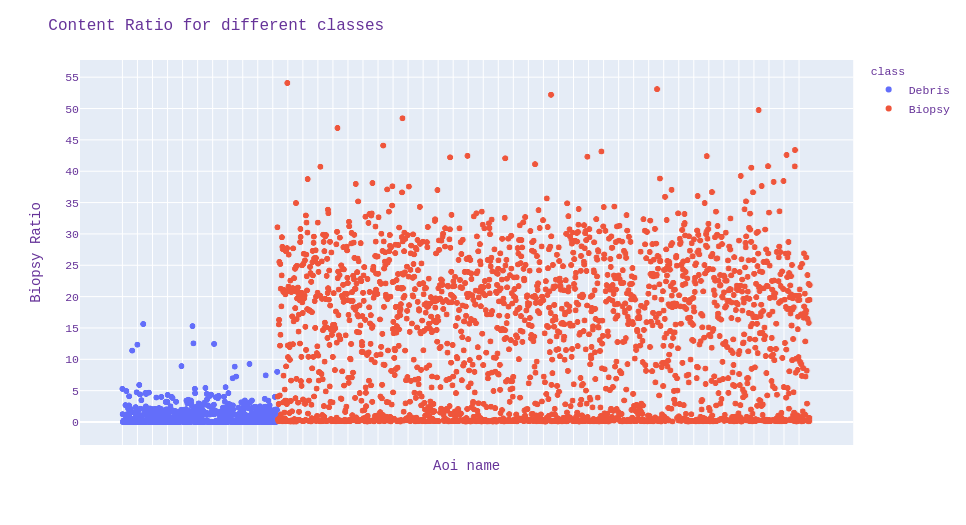 Content Ratio for different classes
class
Debris
Biopsy
55
50
45
40
35
30
25
20
15
10
5
0
Biopsy Ratio
Aoi name